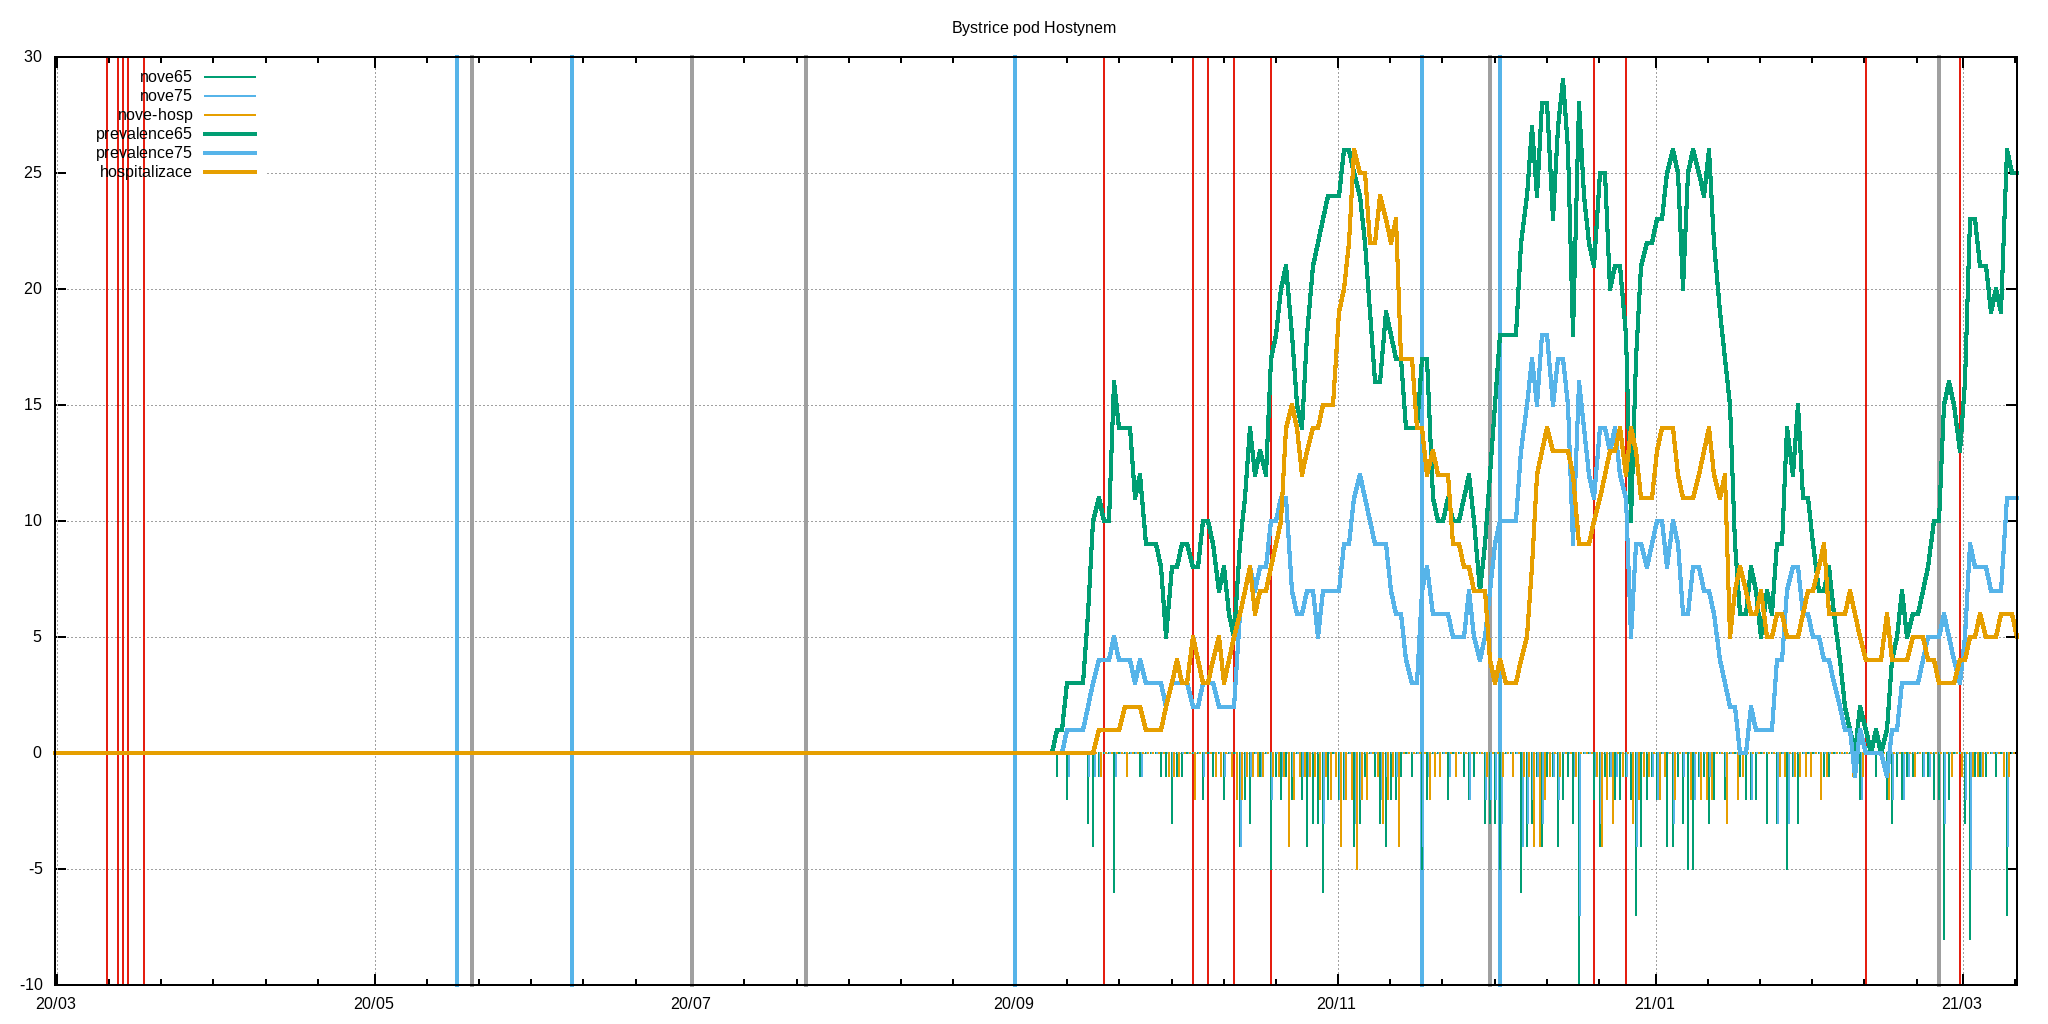 Bystrice pod Hostynem
30
25
20
15
10
5
0
-5
-10
nove65
nove75
nove-hosp
prevalence65
prevalence75
hospitalizace
20/03 20/05 20/07 20/09 20/11 21/01 21/03